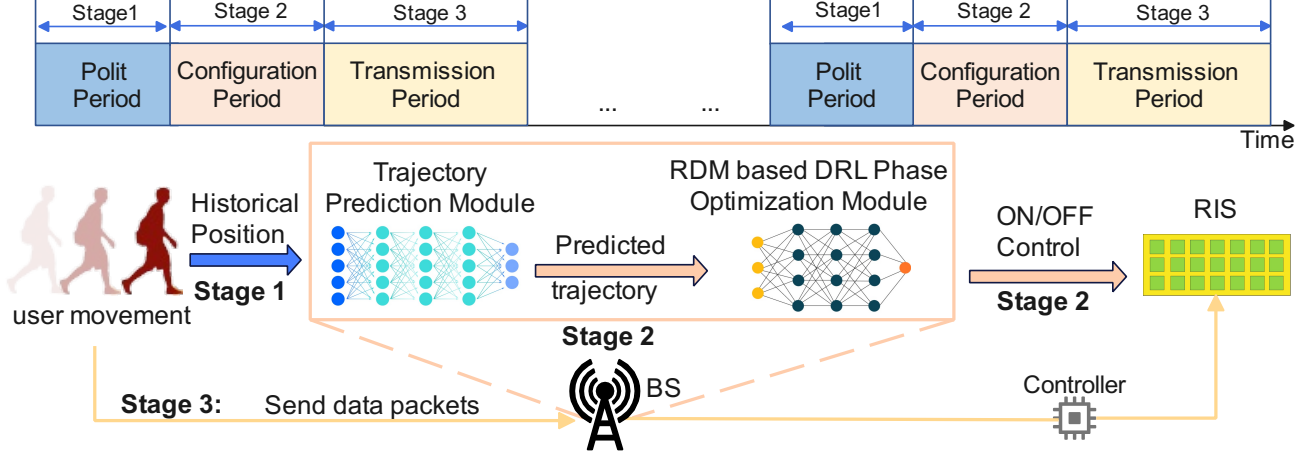 Stage1
Stage 2
Stage 3
Stage1
Stage 2
Stage 3
Polit
Period
Configuration
Period
Transmission
Period
... ...
Polit
Period
Configuration
Period
Transmission
Period
Time
Historical
Position
Stage 1
user movement
Trajectory
Prediction Module
Predicted
trajectory
RDM based DRL Phase
Optimization Module
Stage 2
ON/OFF
Control
Stage 2
RIS
BS
Controller
Stage 3: Send data packets